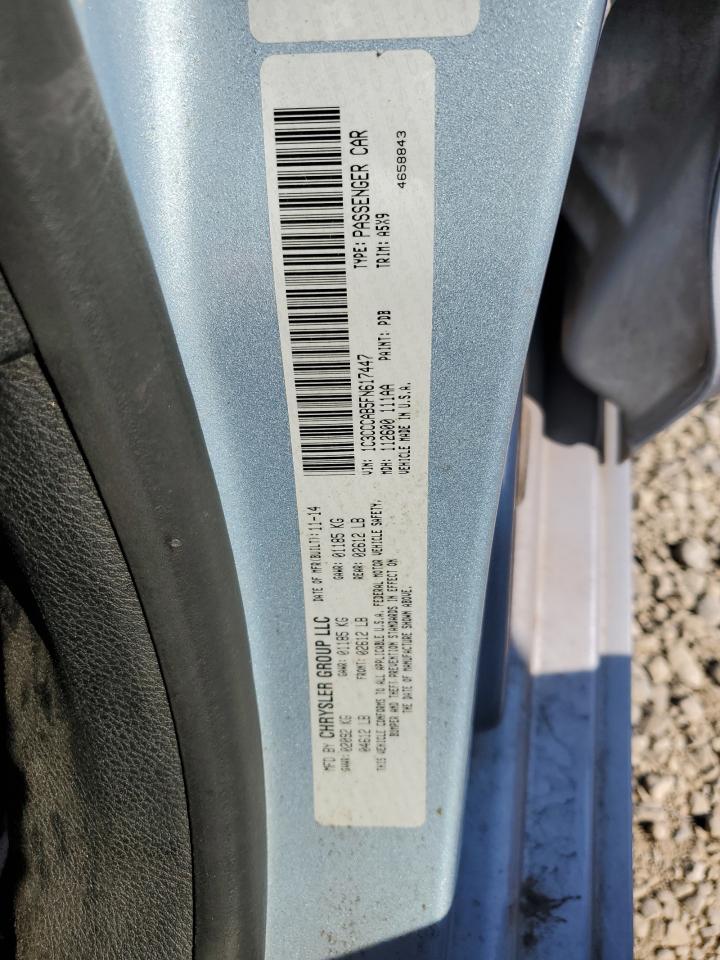 MFD BY CHRYSLER GROUP LLC DATE OF MFR(BUILT): 11-14
GVWR: 02092 KG GAWR: 01185 KG GAWR: 01185 KG
04612 LB FRONT: 02612 LB REAR: 02612 LB
THIS VEHICLE CONFORMS TO ALL APPLICABLE U.S.A. FEDERAL MOTOR VEHICLE SAFETY,
BUMPER AND THEFT PREVENTION STANDARDS IN EFFECT ON
THE DATE OF MANUFACTURE SHOWN ABOVE.
VIN: 1C3CCCAB5FN617447 TYPE: PASSENGER CAR
MDH: 112600 111AA PAINT: PDB TRIM: A5X9
VEHICLE MADE IN U.S.A. 4658843